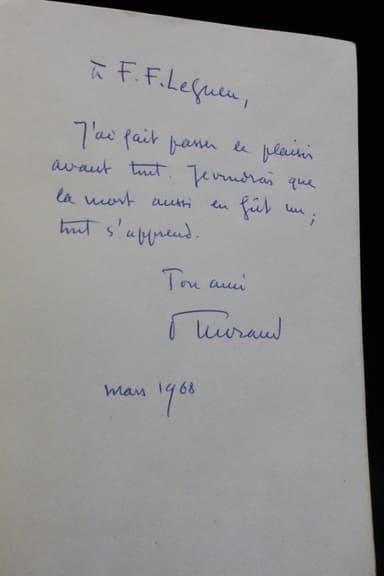 à F.F. Legueu,
J'ai fait passer le plaisir
avant tout. Je voudrais que
la mort aussi en fût un;
tout s'apprend.
Ton ami
P Morand
mars 1968